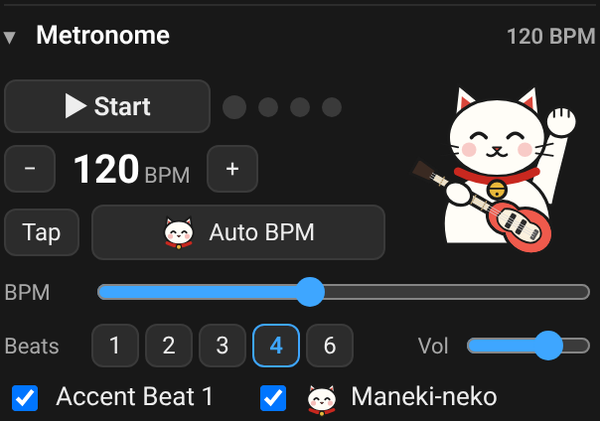 ▼ Metronome 120 BPM
▶ Start
− 120 BPM +
Tap Auto BPM
BPM
Beats 1 2 3 4 6 Vol
Accent Beat 1 Maneki-neko